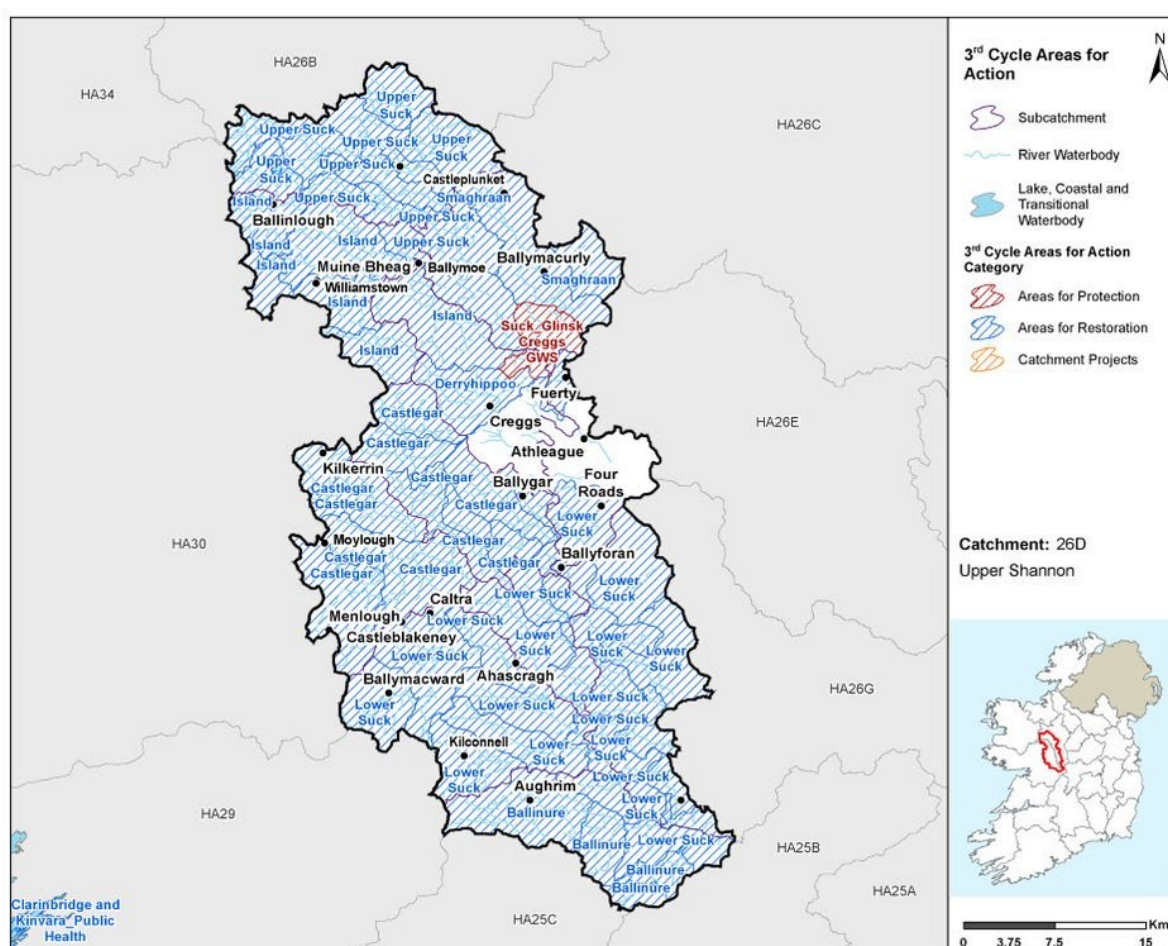 HA26B
HA34
HA26C
HA26E
HA30
HA26G
HA29
HA25B
HA25A
HA25C
Upper
Suck
Upper Suck
Upper Suck
Upper
Suck
Upper
Suck
Upper Suck
Castleplunket
Upper Suck
Smaghraan
Island
Ballinlough
Upper Suck
Island
Island
Island
Muine Bheag
Ballymoe
Ballymacurly
Smaghraan
Williamstown
Island
Island
Suck Glinsk
Creggs
GWS
Island
Derryhippoo
Fuerty
Castlegar
Creggs
Castlegar
Athleague
Kilkerrin
Castlegar
Four
Roads
Ballygar
Castlegar
Castlegar
Castlegar
Lower
Suck
Moylough
Castlegar
Castlegar
Castlegar
Castlegar
Castlegar
Ballyforan
Lower
Suck
Lower Suck
Caltra
Menlough
Lower Suck
Castleblakeney
Lower
Suck
Lower
Suck
Lower
Suck
Lower Suck
Ballymacward
Ahascragh
Lower
Suck
Lower Suck
Lower Suck
Lower Suck
Kilconnell
Lower
Suck
Lower
Suck
Lower
Suck
Lower Suck
Aughrim
Ballinure
Lower
Suck
Lower Suck
Ballinure
Ballinure
Ballinure
Clarinbridge and
Kinvara_Public
Health
N
3rd Cycle Areas for
Action
Subcatchment
River Waterbody
Lake, Coastal and
Transitional
Waterbody
3rd Cycle Areas for Action
Category
Areas for Protection
Areas for Restoration
Catchment Projects
Catchment: 26D
Upper Shannon
Km
0 3.75 7.5 15